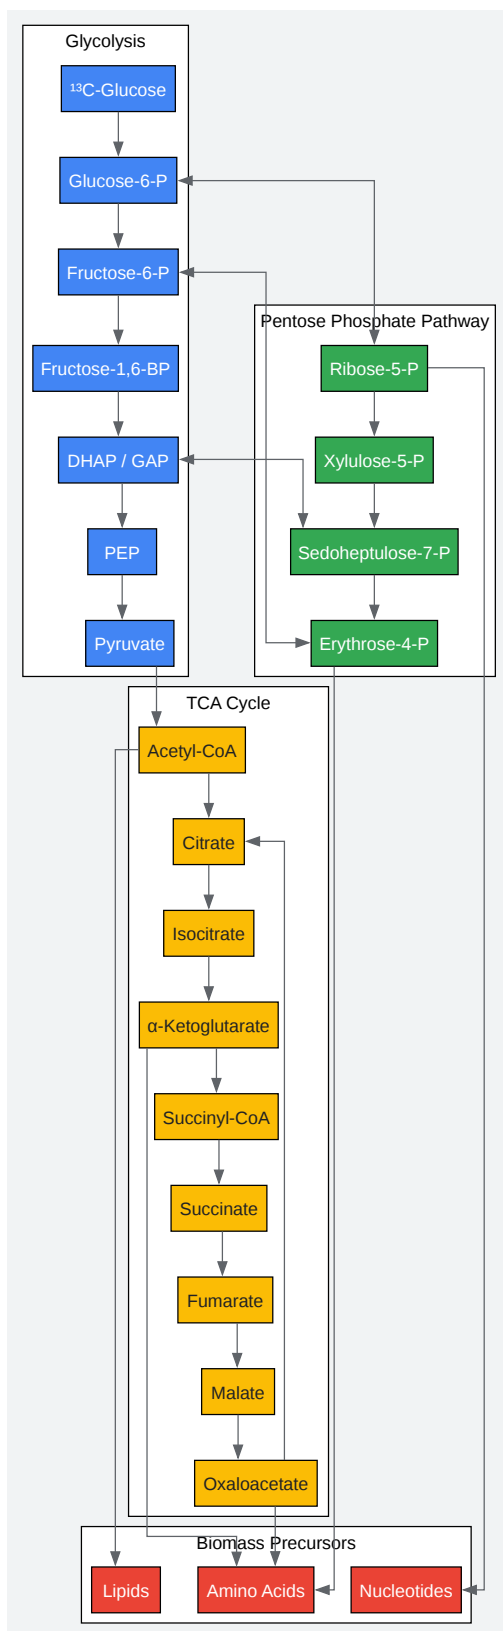 Glycolysis
¹³C-Glucose
Glucose-6-P
Fructose-6-P
Fructose-1,6-BP
DHAP / GAP
PEP
Pyruvate
Pentose Phosphate Pathway
Ribose-5-P
Xylulose-5-P
Sedoheptulose-7-P
Erythrose-4-P
TCA Cycle
Acetyl-CoA
Citrate
Isocitrate
α-Ketoglutarate
Succinyl-CoA
Succinate
Fumarate
Malate
Oxaloacetate
Biomass Precursors
Lipids
Amino Acids
Nucleotides